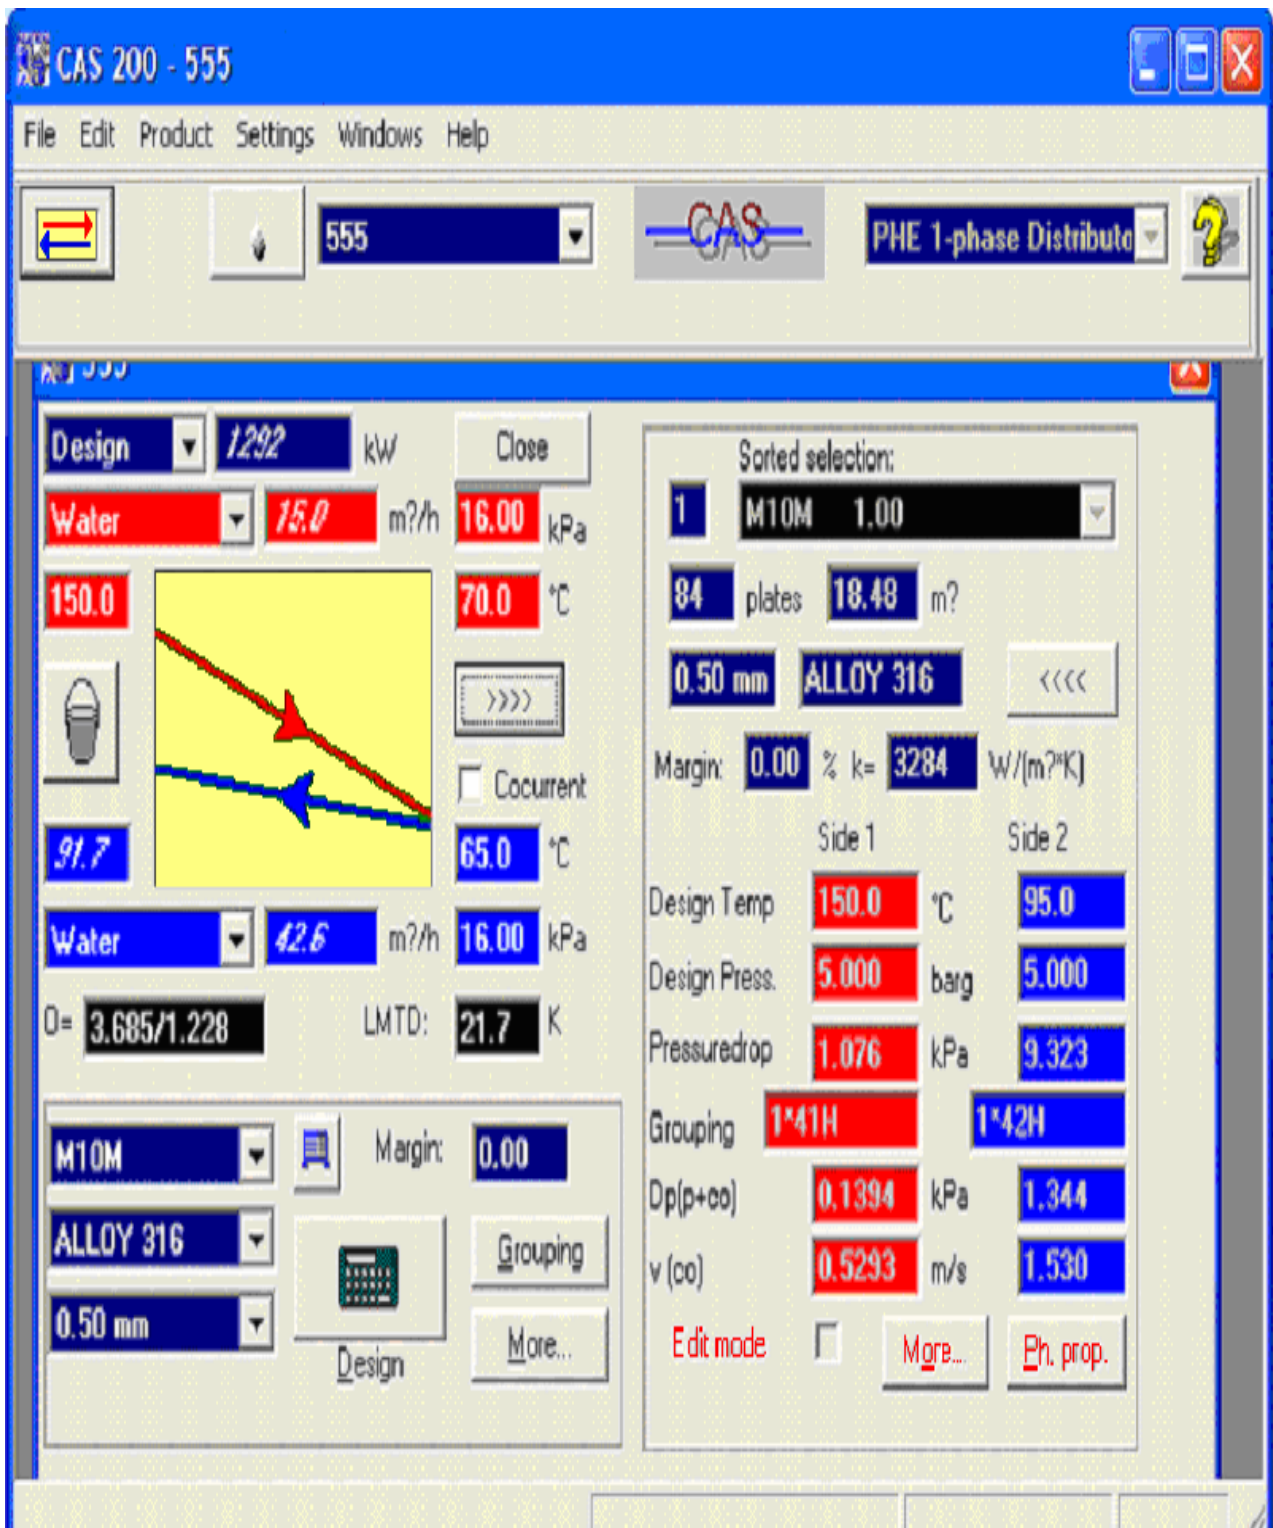 CAS 200 - 555
File Edit Product Settings Windows Help
555
CAS
PHE 1-phase Distributo
555
Design 1292 kW Close
Water 15.0 m?/h 16.00 kPa
150.0 70.0 °C
>>>>
Cocurrent
91.7 65.0 °C
Water 42.6 m?/h 16.00 kPa
O= 3.685/1.228 LMTD: 21.7 K
M10M Margin: 0.00
ALLOY 316 Grouping
0.50 mm More...
Design
Sorted selection:
1 M10M 1.00
84 plates 18.48 m?
0.50 mm ALLOY 316 <<<<
Margin: 0.00 % k= 3284 W/(m?*K)
Side 1 Side 2
Design Temp 150.0 °C 95.0
Design Press. 5.000 barg 5.000
Pressuredrop 1.076 kPa 9.323
Grouping 1*41H 1*42H
Dp(p+co) 0.1394 kPa 1.344
v (co) 0.5293 m/s 1.530
Edit mode More... Ph. prop.